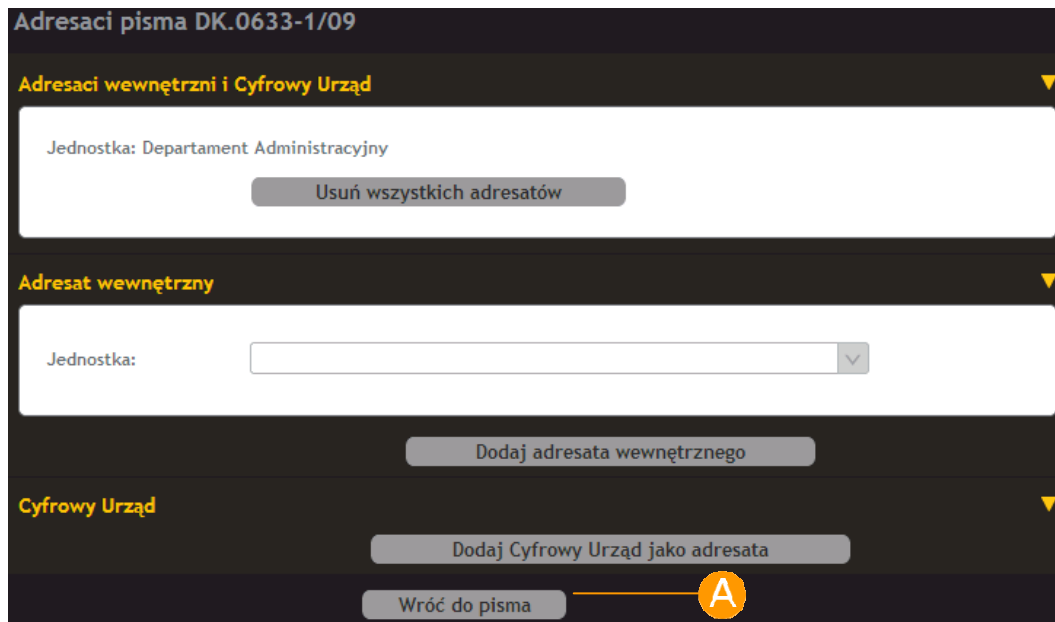 Adresaci pisma DK.0633-1/09
Adresaci wewnętrzni i Cyfrowy Urząd
Jednostka: Departament Administracyjny
Usuń wszystkich adresatów
Adresat wewnętrzny
Jednostka:
Dodaj adresata wewnętrznego
Cyfrowy Urząd
Dodaj Cyfrowy Urząd jako adresata
Wróć do pisma A